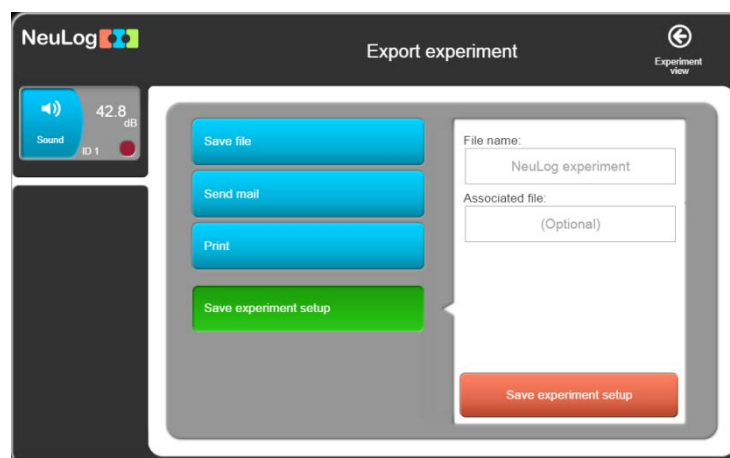 NeuLog
Export experiment
Experiment
view
42.8
dB
Sound
ID 1
Save file
Send mail
Print
Save experiment setup
File name:
NeuLog experiment
Associated file:
(Optional)
Save experiment setup